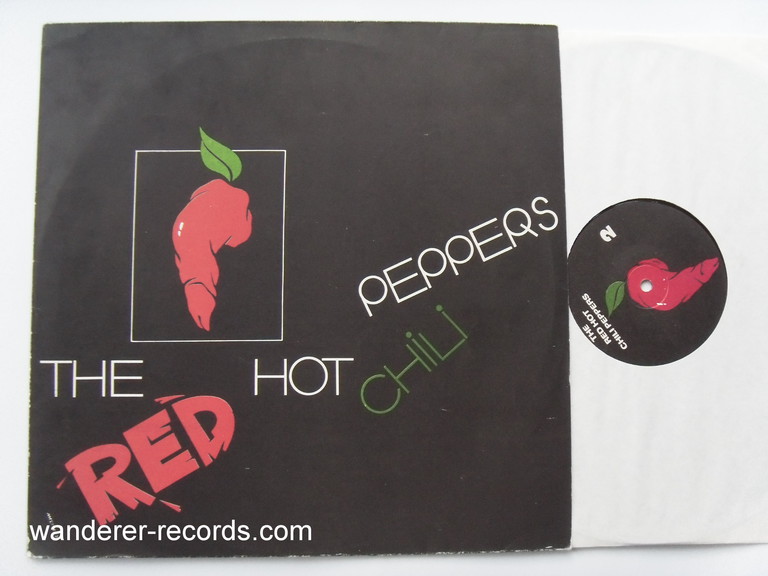 THE RED HOT CHiLi PEPPERS
2
THE
RED HOT
CHILI PEPPERS
wanderer-records.com